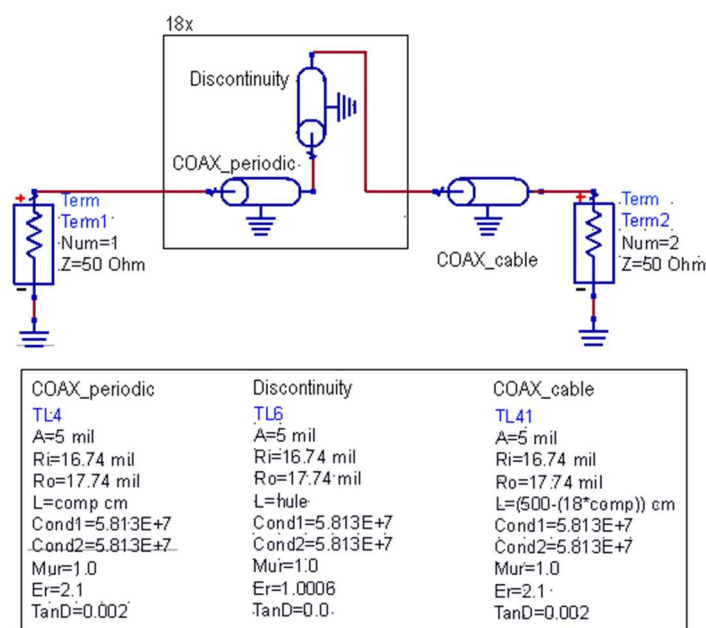 18x
Discontinuity
COAX_periodic
+
Term
Term1
Num=1
Z=50 Ohm
-
COAX_cable
+
Term
Term2
Num=2
Z=50 Ohm
-
COAX_periodic
TL4
A=5 mil
Ri=16.74 mil
Ro=17.74 mil
L=comp cm
Cond1=5.813E+7
Cond2=5.813E+7
Mur=1.0
Er=2.1
TanD=0.002
Discontinuity
TL6
A=5 mil
Ri=16.74 mil
Ro=17.74 mil
L=hule
Cond1=5.813E+7
Cond2=5.813E+7
Mur=1.0
Er=1.0006
TanD=0.0
COAX_cable
TL41
A=5 mil
Ri=16.74 mil
Ro=17.74 mil
L=(500-(18*comp)) cm
Cond1=5.813E+7
Cond2=5.813E+7
Mur=1.0
Er=2.1
TanD=0.002